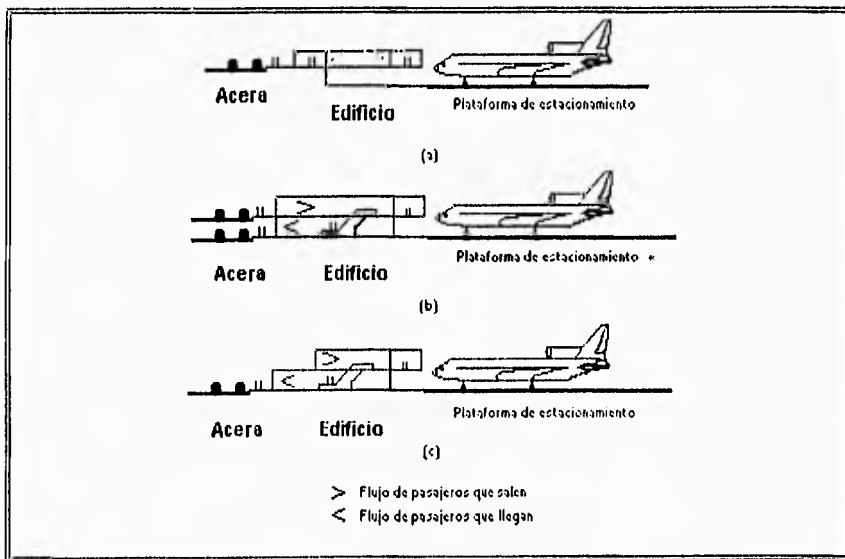 Acera
Edificio
Plataforma de estacionamiento
(a)
Acera
Edificio
Plataforma de estacionamiento
(b)
Acera
Edificio
Plataforma de estacionamiento
(c)
> Flujo de pasajeros que salen
< Flujo de pasajeros que llegan